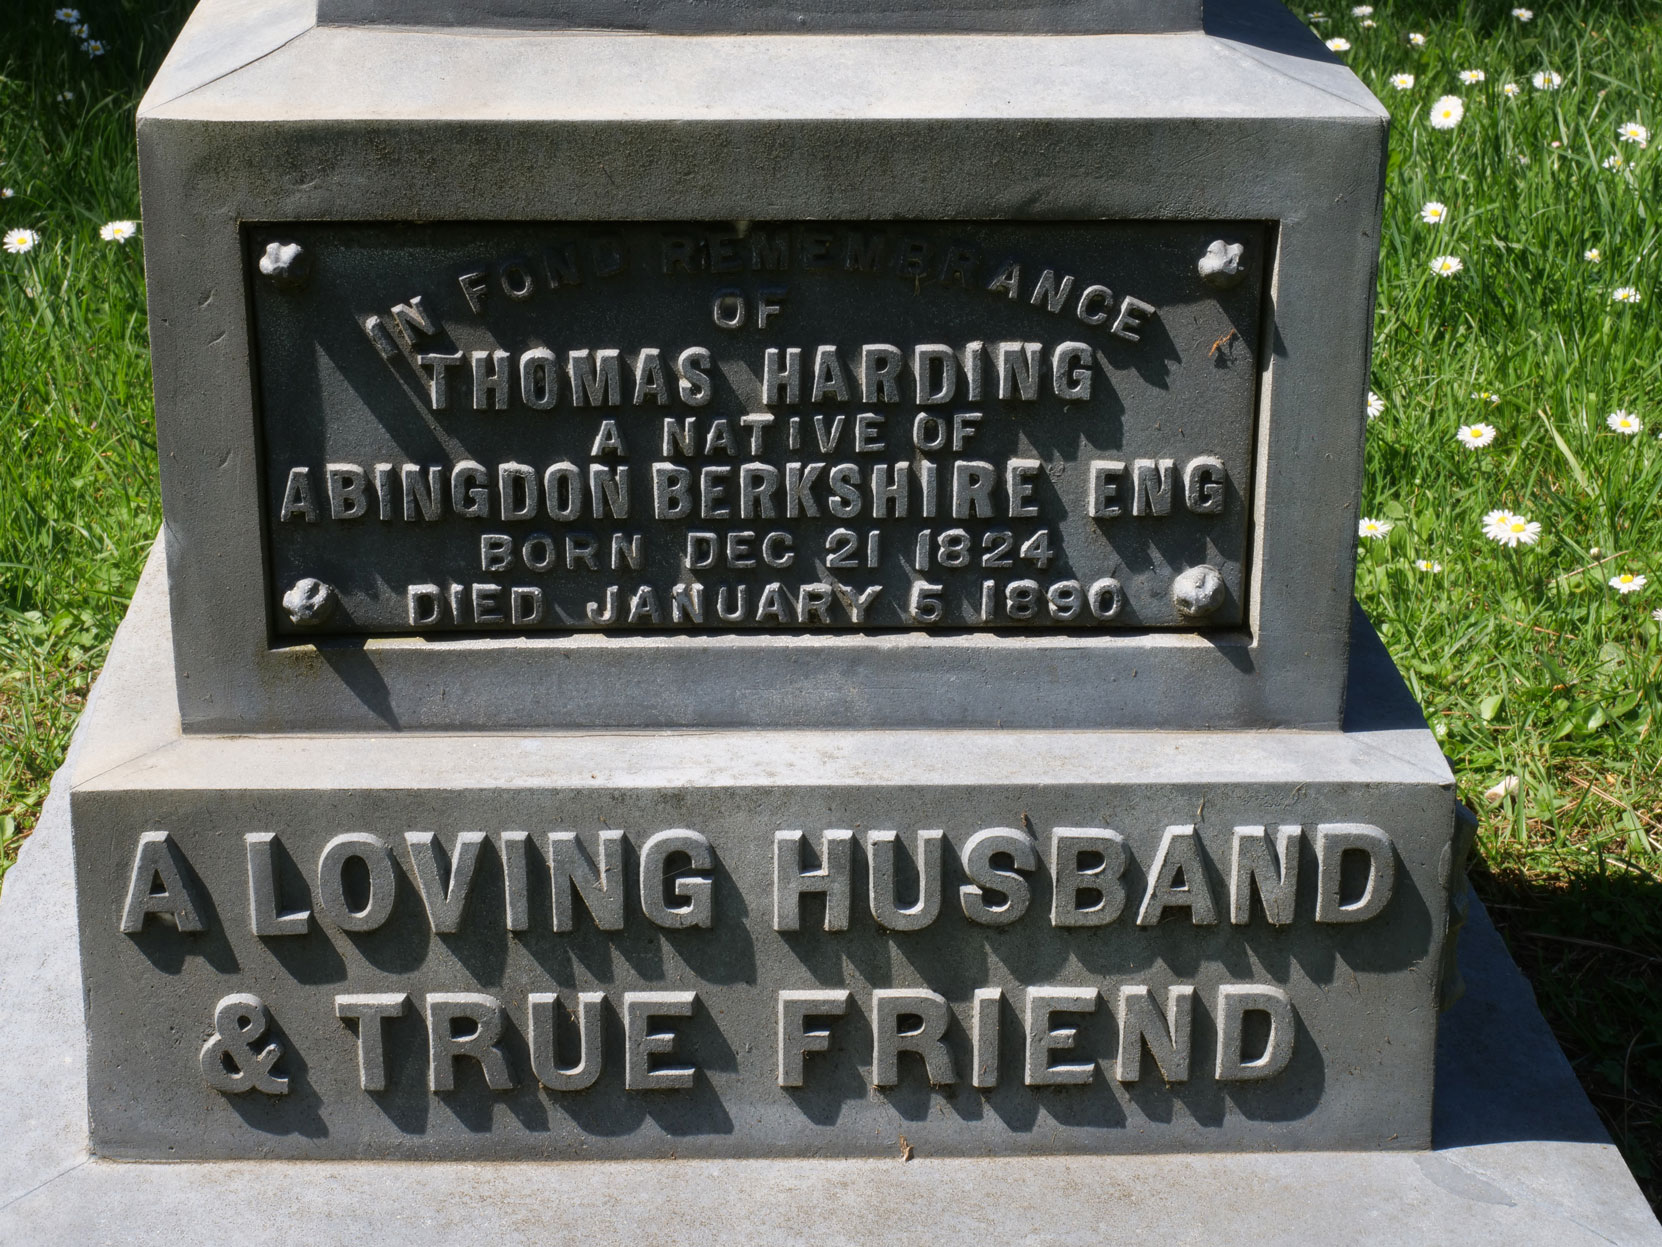 IN FOND REMEMBRANCE
OF
THOMAS HARDING
A NATIVE OF
ABINGDON BERKSHIRE ENG
BORN DEC 21 1824
DIED JANUARY 5 1890
A LOVING HUSBAND
& TRUE FRIEND